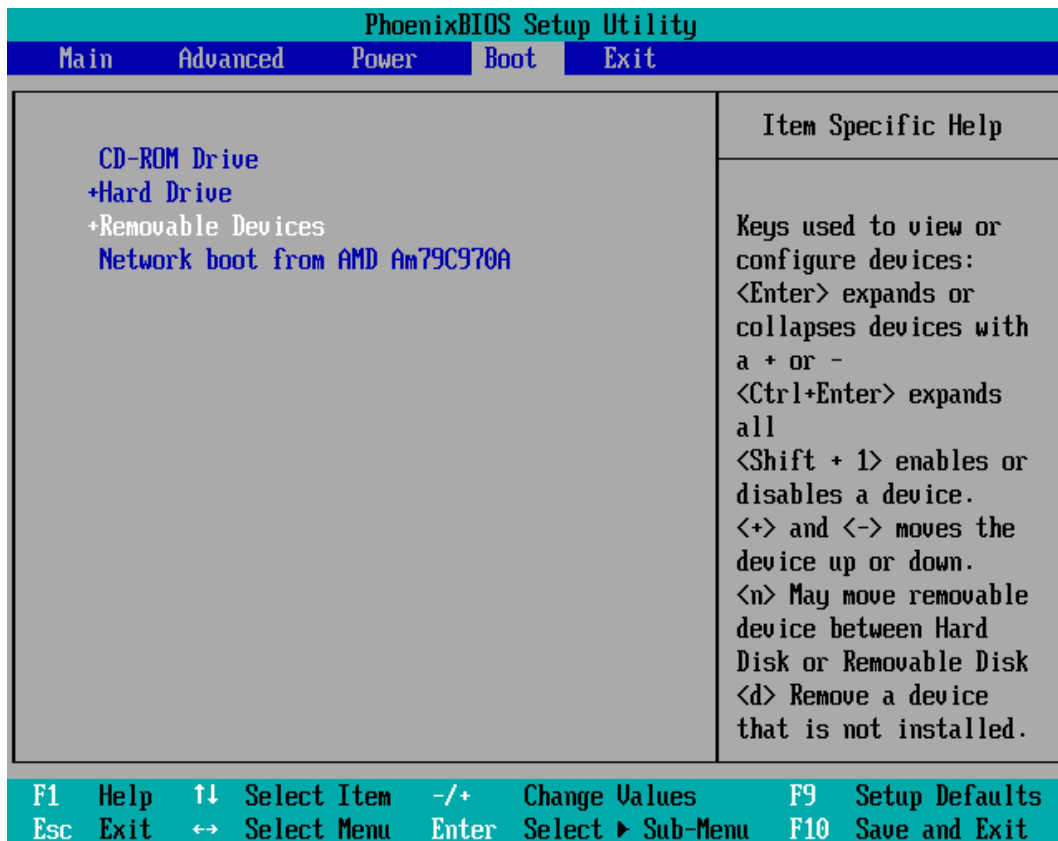 PhoenixBIOS Setup Utility
Main Advanced Power Boot Exit
CD-ROM Drive
+Hard Drive
+Removable Devices
Network boot from AMD Am79C970A
Item Specific Help
Keys used to view or
configure devices:
<Enter> expands or
collapses devices with
a + or -
<Ctrl+Enter> expands
all
<Shift + 1> enables or
disables a device.
<+> and <-> moves the
device up or down.
<n> May move removable
device between Hard
Disk or Removable Disk
<d> Remove a device
that is not installed.
F1 Help ↑↓ Select Item -/+ Change Values F9 Setup Defaults
Esc Exit ↔ Select Menu Enter Select ▶ Sub-Menu F10 Save and Exit